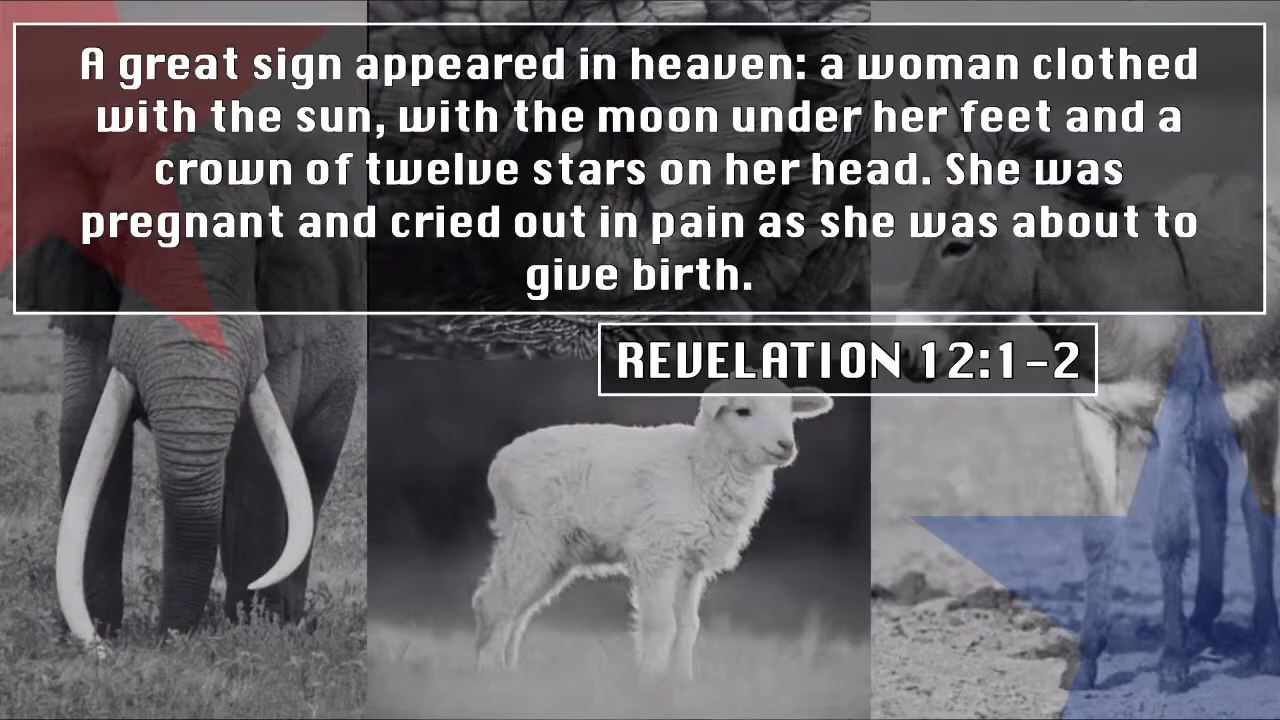 A great sign appeared in heaven: a woman clothed
with the sun, with the moon under her feet and a
crown of twelve stars on her head. She was
pregnant and cried out in pain as she was about to
give birth.
REVELATION 12:1-2